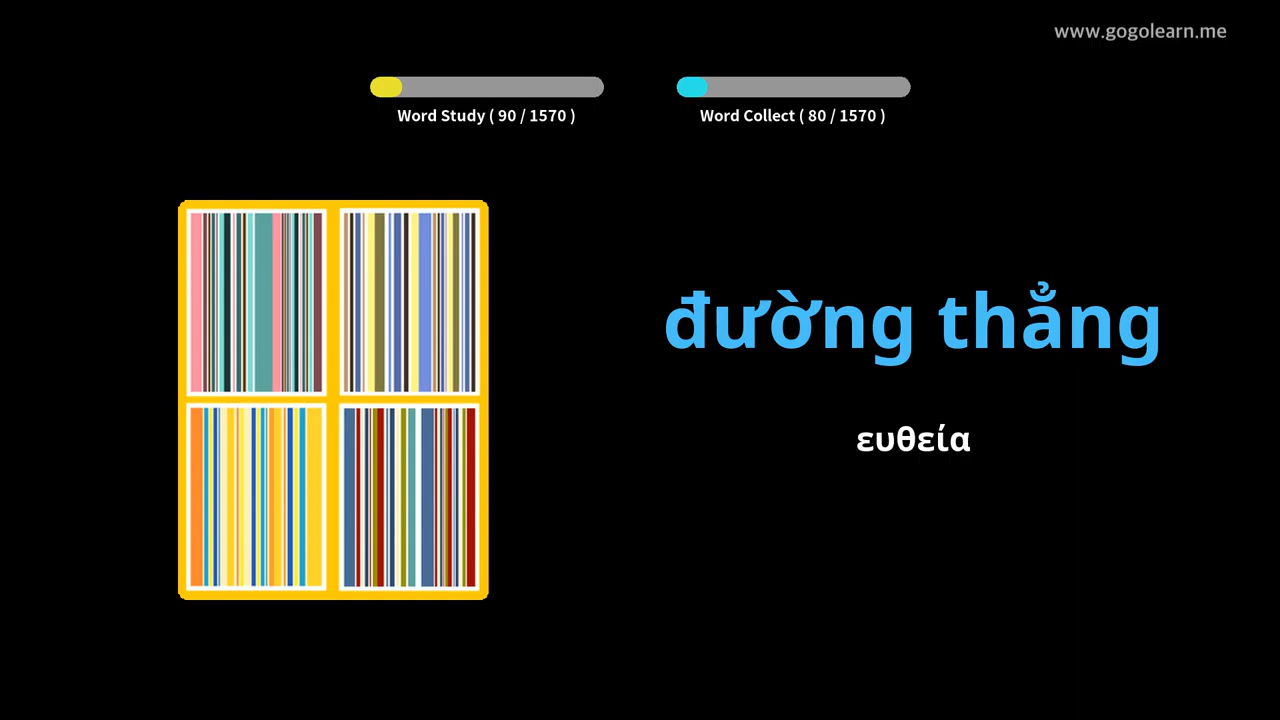 www.gogolearn.me
Word Study ( 90 / 1570 )
Word Collect ( 80 / 1570 )
đường thẳng
ευθεία